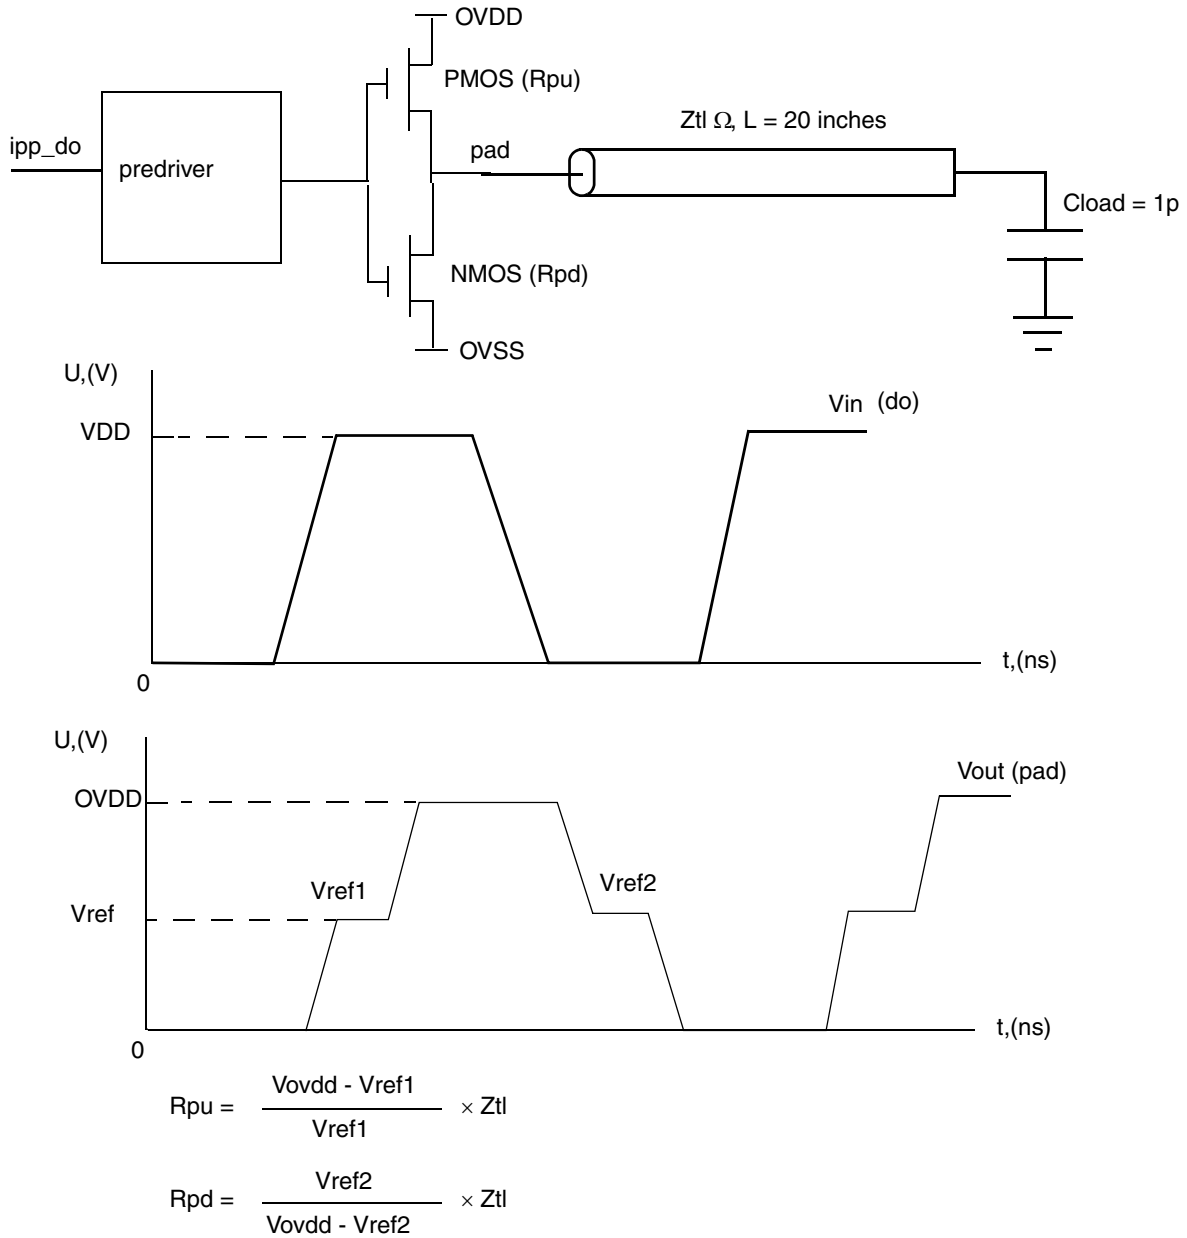 OVDD
PMOS (Rpu)
Ztl Ω, L = 20 inches
ipp_do
predriver
pad
Cload = 1p
NMOS (Rpd)
OVSS
U,(V)
VDD
Vin (do)
t,(ns)
0
U,(V)
OVDD
Vout (pad)
Vref1
Vref2
Vref
t,(ns)
0
Vovdd - Vref1
Rpu = × Ztl
Vref1
Vref2
Rpd = × Ztl
Vovdd - Vref2